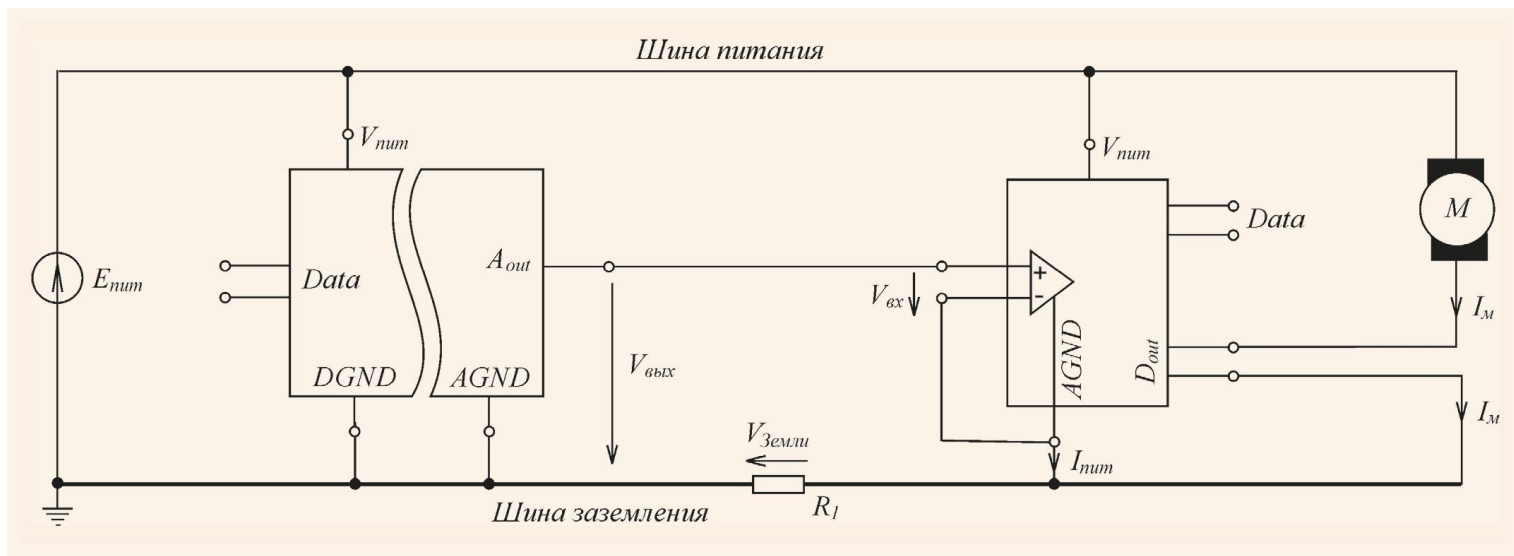 Шина питания
Vпит
Vпит
M
Data
Eпит
Data
Aout
Vвх
+
-
AGND
Dout
Iм
Vвых
DGND
AGND
Iм
VЗемли
Iпит
R1
Шина заземления